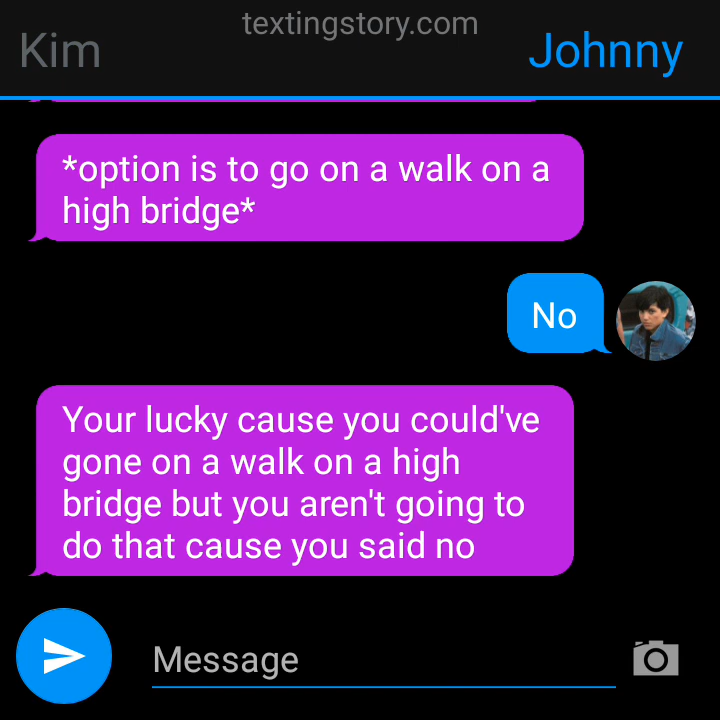 textingstory.com
Kim
Johnny
*option is to go on a walk on a
high bridge*
No
Your lucky cause you could've
gone on a walk on a high
bridge but you aren't going to
do that cause you said no
Message